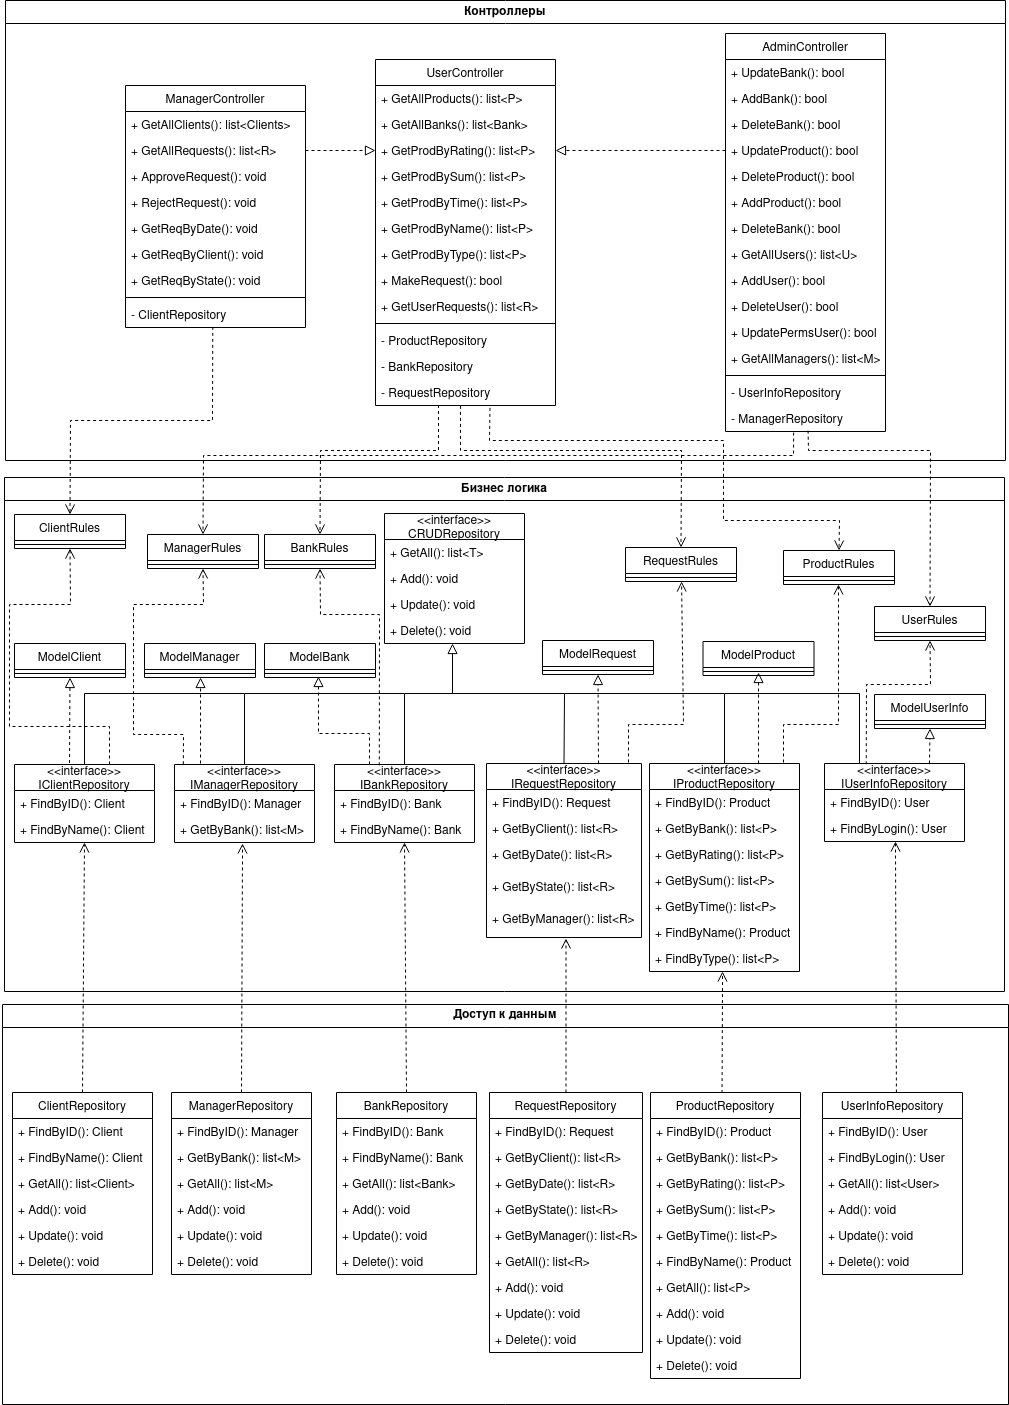 Контроллеры
ManagerController
+ GetAllClients(): list<Clients>
+ GetAllRequests(): list<R>
+ ApproveRequest(): void
+ RejectRequest(): void
+ GetReqByDate(): void
+ GetReqByClient(): void
+ GetReqByState(): void
- ClientRepository
UserController
+ GetAllProducts(): list<P>
+ GetAllBanks(): list<Bank>
+ GetProdByRating(): list<P>
+ GetProdBySum(): list<P>
+ GetProdByTime(): list<P>
+ GetProdByName(): list<P>
+ GetProdByType(): list<P>
+ MakeRequest(): bool
+ GetUserRequests(): list<R>
- ProductRepository
- BankRepository
- RequestRepository
AdminController
+ UpdateBank(): bool
+ AddBank(): bool
+ DeleteBank(): bool
+ UpdateProduct(): bool
+ DeleteProduct(): bool
+ AddProduct(): bool
+ DeleteBank(): bool
+ GetAllUsers(): list<U>
+ AddUser(): bool
+ DeleteUser(): bool
+ UpdatePermsUser(): bool
+ GetAllManagers(): list<M>
- UserInfoRepository
- ManagerRepository
Бизнес логика
ClientRules
ManagerRules
BankRules
<<interface>>
CRUDRepository
+ GetAll(): list<T>
+ Add(): void
+ Update(): void
+ Delete(): void
RequestRules
ProductRules
UserRules
ModelClient
ModelManager
ModelBank
ModelRequest
ModelProduct
ModelUserInfo
<<interface>>
IClientRepository
+ FindByID(): Client
+ FindByName(): Client
<<interface>>
IManagerRepository
+ FindByID(): Manager
+ GetByBank(): list<M>
<<interface>>
IBankRepository
+ FindByID(): Bank
+ FindByName(): Bank
<<interface>>
IRequestRepository
+ FindByID(): Request
+ GetByClient(): list<R>
+ GetByDate(): list<R>
+ GetByState(): list<R>
+ GetByManager(): list<R>
<<interface>>
IProductRepository
+ FindByID(): Product
+ GetByBank(): list<P>
+ GetByRating(): list<P>
+ GetBySum(): list<P>
+ GetByTime(): list<P>
+ FindByName(): Product
+ FindByType(): list<P>
<<interface>>
IUserInfoRepository
+ FindByID(): User
+ FindByLogin(): User
Доступ к данным
ClientRepository
+ FindByID(): Client
+ FindByName(): Client
+ GetAll(): list<Client>
+ Add(): void
+ Update(): void
+ Delete(): void
ManagerRepository
+ FindByID(): Manager
+ GetByBank(): list<M>
+ GetAll(): list<M>
+ Add(): void
+ Update(): void
+ Delete(): void
BankRepository
+ FindByID(): Bank
+ FindByName(): Bank
+ GetAll(): list<Bank>
+ Add(): void
+ Update(): void
+ Delete(): void
RequestRepository
+ FindByID(): Request
+ GetByClient(): list<R>
+ GetByDate(): list<R>
+ GetByState(): list<R>
+ GetByManager(): list<R>
+ GetAll(): list<R>
+ Add(): void
+ Update(): void
+ Delete(): void
ProductRepository
+ FindByID(): Product
+ GetByBank(): list<P>
+ GetByRating(): list<P>
+ GetBySum(): list<P>
+ GetByTime(): list<P>
+ FindByName(): Product
+ GetAll(): list<P>
+ Add(): void
+ Update(): void
+ Delete(): void
UserInfoRepository
+ FindByID(): User
+ FindByLogin(): User
+ GetAll(): list<User>
+ Add(): void
+ Update(): void
+ Delete(): void